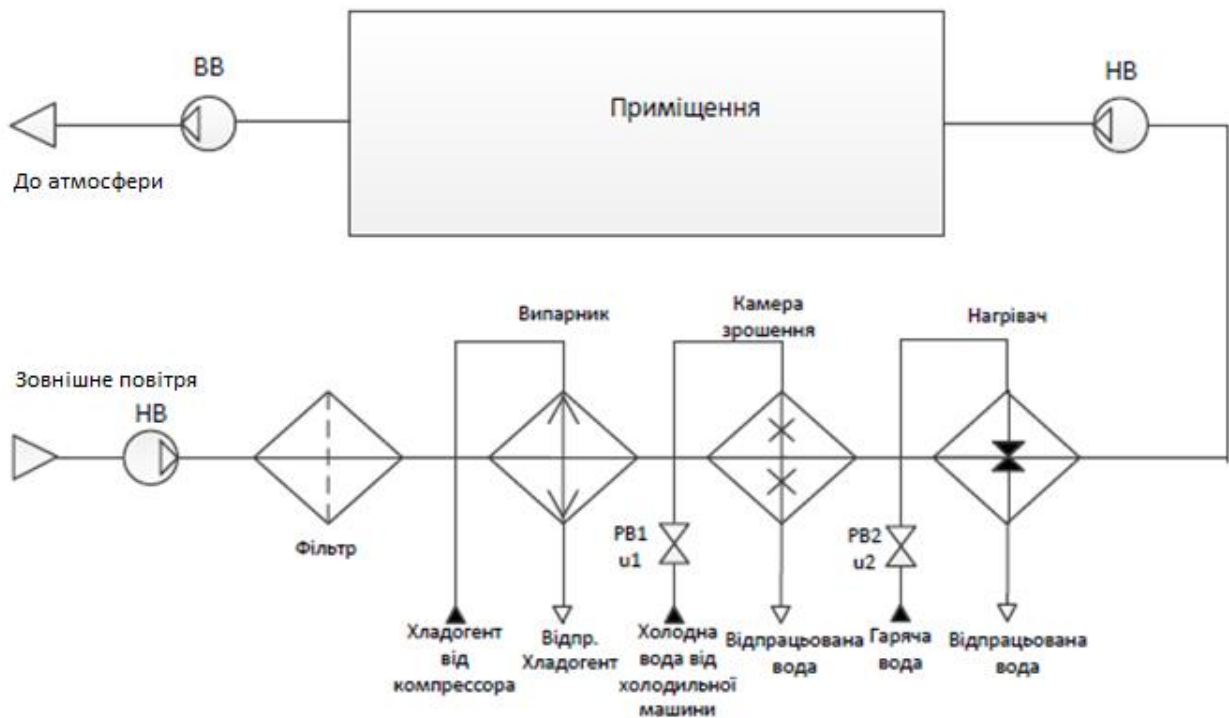 ВВ
Приміщення
НВ
До атмосфери
Випарник
Камера
зрошення
Нагрівач
Зовнішне повітря
НВ
Фільтр
РВ1
u1
РВ2
u2
Хладогент
від
компрессора
Відпр.
Хладогент
Холодна
вода від
холодильної
машини
Відпрацьована
вода
Гаряча
вода
Відпрацьована
вода